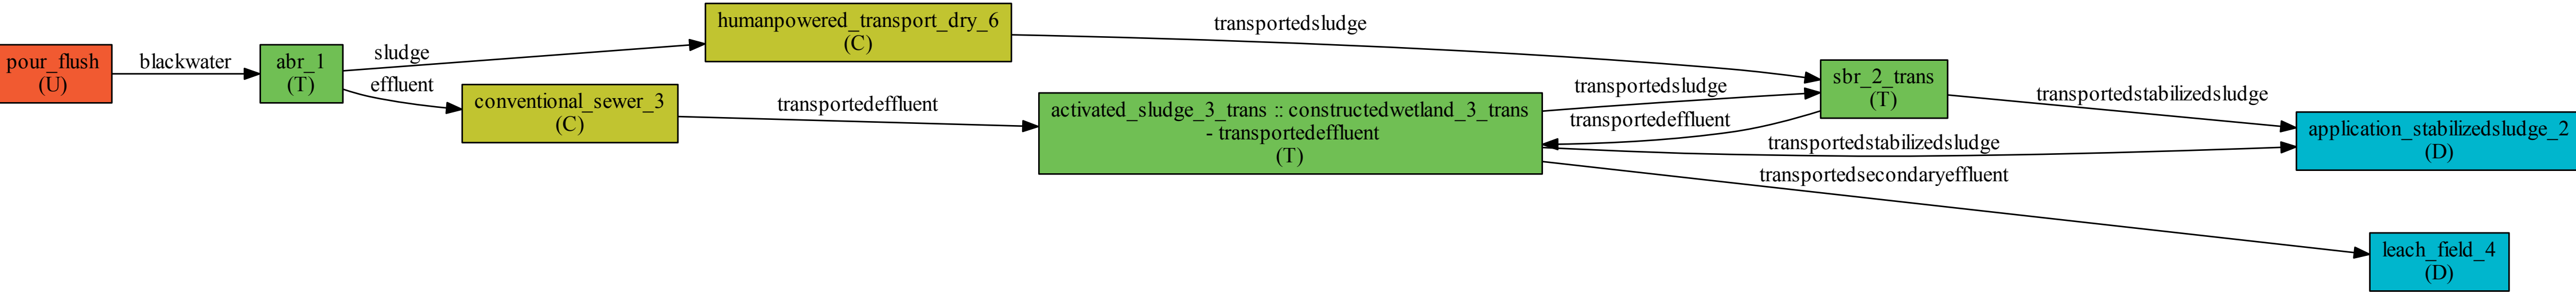 pour_flush
(U)
blackwater
abr_1
(T)
sludge
effluent
humanpowered_transport_dry_6
(C)
conventional_sewer_3
(C)
transportedsludge
transportedeffluent
activated_sludge_3_trans :: constructedwetland_3_trans
- transportedeffluent
(T)
transportedsludge
transportedeffluent
transportedstabilizedsludge
transportedsecondaryeffluent
sbr_2_trans
(T)
transportedstabilizedsludge
application_stabilizedsludge_2
(D)
leach_field_4
(D)